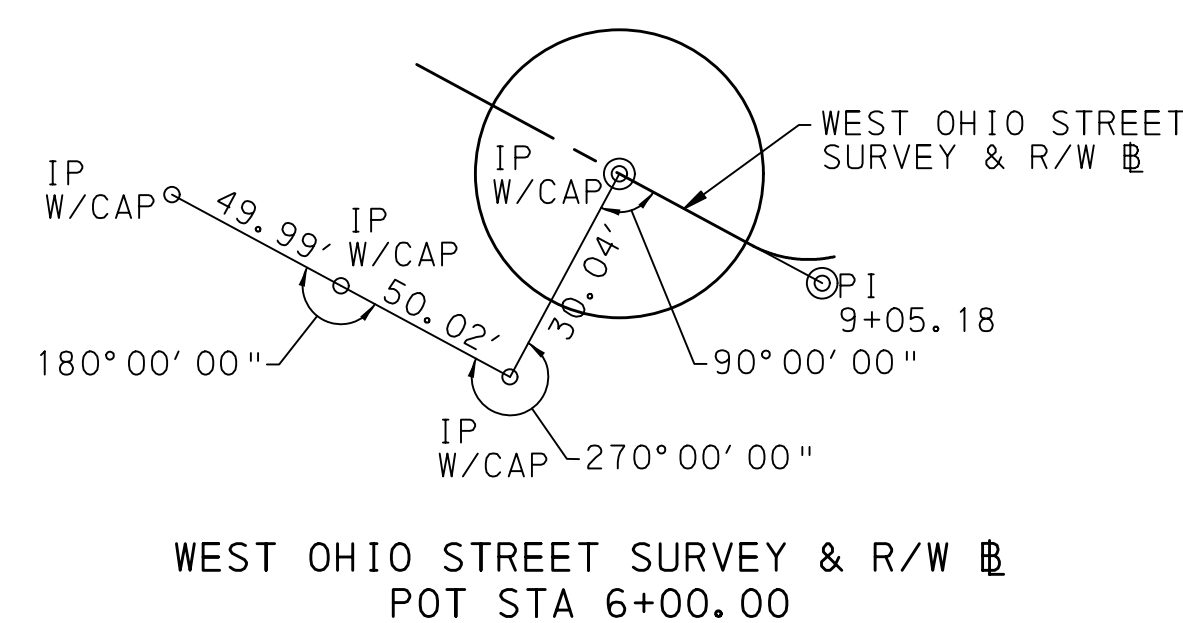 WEST OHIO STREET
SURVEY & R/W BL
IP
W/CAP
IP
W/CAP
49.99'
IP
W/CAP
50.02'
30.04'
PI
9+05.18
180°00'00"
90°00'00"
IP
W/CAP
270°00'00"
WEST OHIO STREET SURVEY & R/W BL
POT STA 6+00.00